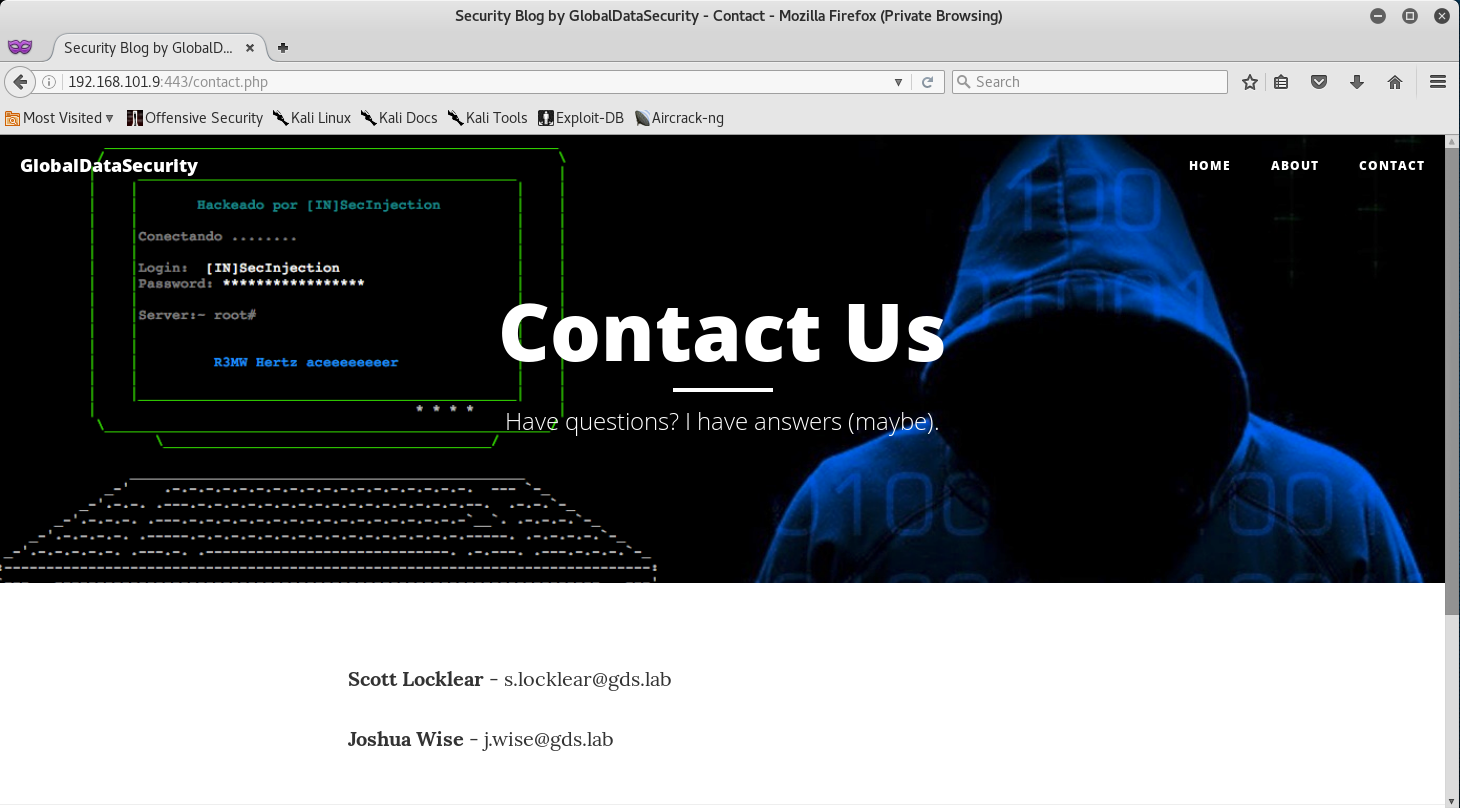 Security Blog by GlobalDataSecurity - Contact - Mozilla Firefox (Private Browsing)
Security Blog by GlobalD...
192.168.101.9:443/contact.php
Search
Most Visited
Offensive Security
Kali Linux
Kali Docs
Kali Tools
Exploit-DB
Aircrack-ng
GlobalDataSecurity
HOME
ABOUT
CONTACT
Hackeado por [IN]SecInjection
Conectando ........
Login: [IN]SecInjection
Password: *****************
Server:~ root#
R3MW Hertz aceeeeeeeer
* * * *
Contact Us
Have questions? I have answers (maybe).
Scott Locklear - s.locklear@gds.lab
Joshua Wise - j.wise@gds.lab